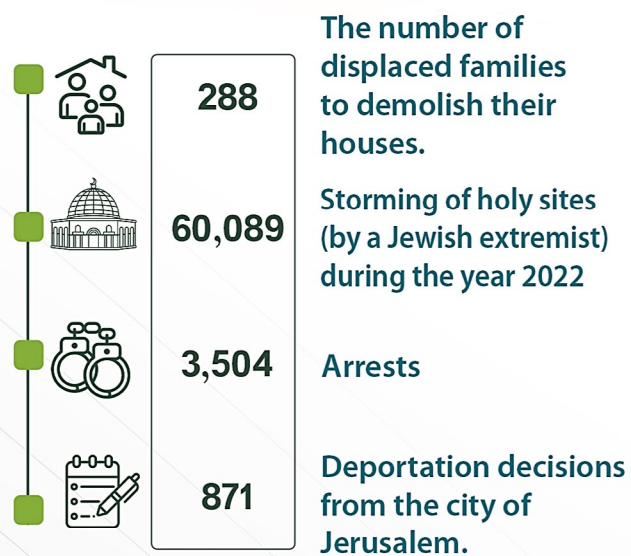 288
The number of
displaced families
to demolish their
houses.
60,089
Storming of holy sites
(by a Jewish extremist)
during the year 2022
3,504
Arrests
871
Deportation decisions
from the city of
Jerusalem.